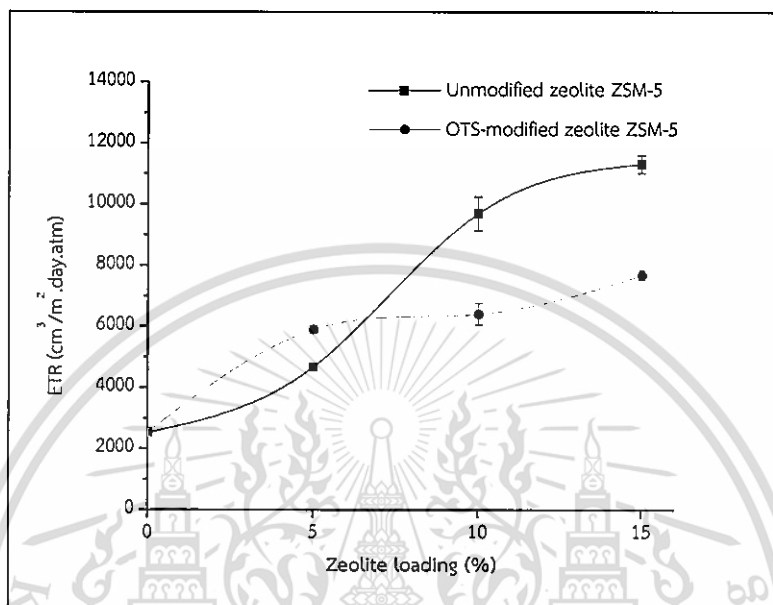 14000
12000
10000
8000
6000
4000
2000
0
ETR (cm³/m².day.atm)
Unmodified zeolite ZSM-5
OTS-modified zeolite ZSM-5
0 5 10 15
Zeolite loading (%)
K
g